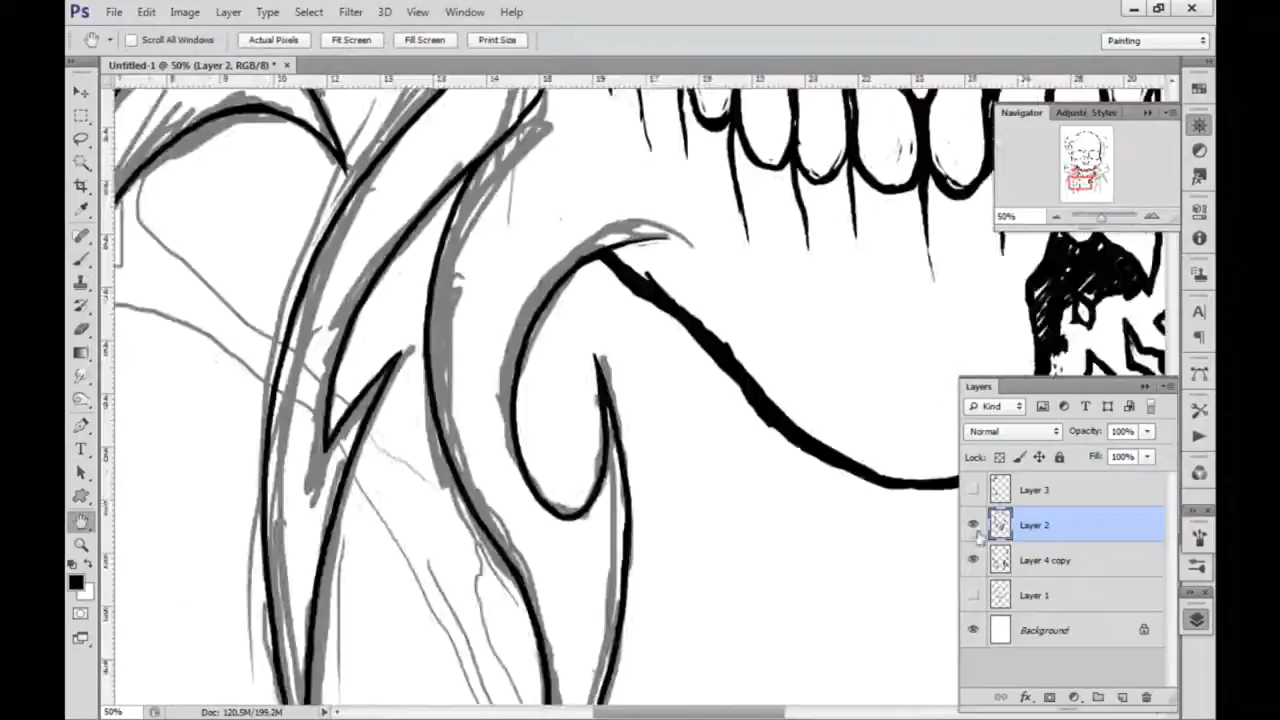 Ps File Edit Image Layer Type Select Filter 3D View Window Help
Scroll All Windows Actual Pixels Fit Screen Fill Screen Print Size Painting
Untitled-1 @ 50% (Layer 2, RGB/8) * ×
Navigator Adjustr Styles
50%
Layers
Kind
Normal Opacity: 100%
Lock: Fill: 100%
Layer 3
Layer 2
Layer 4 copy
Layer 1
Background
50% Doc: 120.5M/199.2M